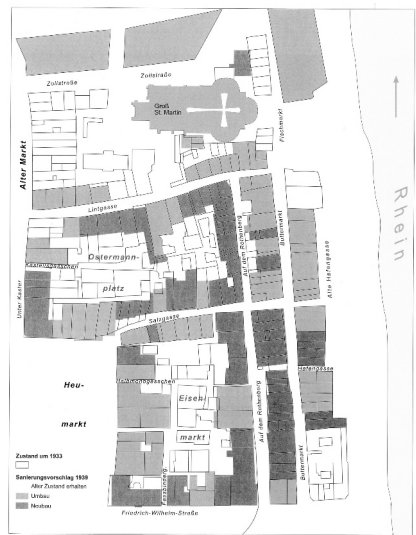 Zollstraße
Zollstraße
Groß
St. Martin
Fischmarkt
Alter Markt
Rhein
Lintgasse
Auf dem Rothenberg
Buttermarkt
Alte Hafengasse
Ostermann-
platz
Unter Kaster
Salzgasse
Heu-
markt
Eisen
markt
Hafengasse
Auf dem Rothenberg
Buttermarkt
Zustand um 1933
Sanierungsvorschlag 1939
Alter Zustand erhalten
Umbau
Neubau
Friedrich-Wilhelm-Straße